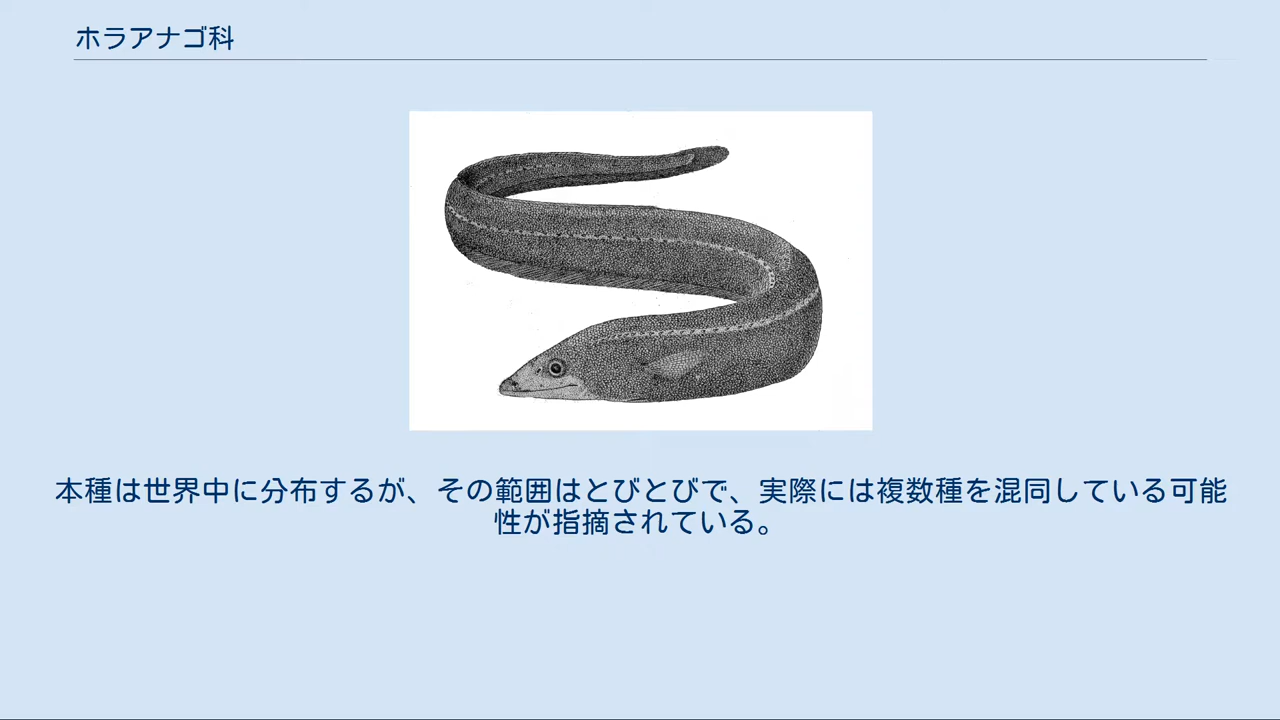 ホラアナゴ科
本種は世界中に分布するが、その範囲はとびとびで、実際には複数種を混同している可能
性が指摘されている。